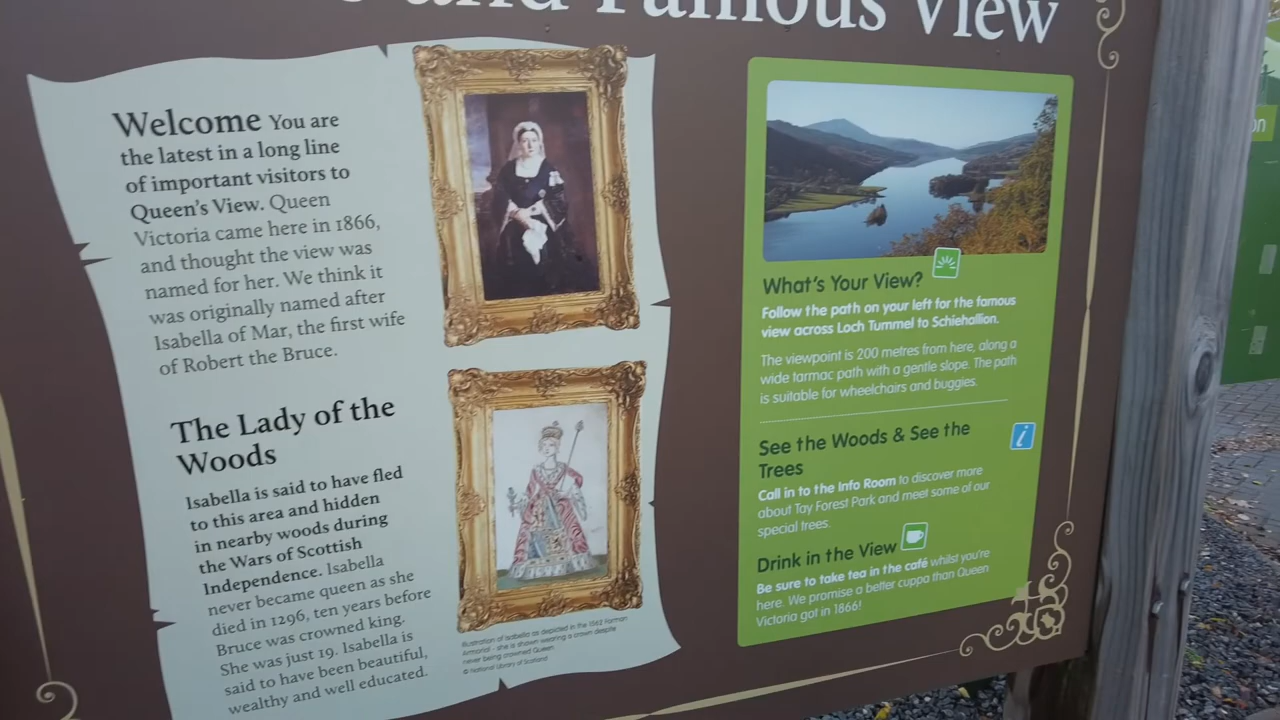 and Famous View
Welcome You are
the latest in a long line
of important visitors to
Queen's View. Queen
Victoria came here in 1866,
and thought the view was
named for her. We think it
was originally named after
Isabella of Mar, the first wife
of Robert the Bruce.
The Lady of the
Woods
Isabella is said to have fled
to this area and hidden
in nearby woods during
the Wars of Scottish
Independence. Isabella
never became queen as she
died in 1296, ten years before
Bruce was crowned king.
She was just 19. Isabella is
said to have been beautiful,
wealthy and well educated.
Illustration of Isabella as depicted in the 1562 Forman
Armorial - she is shown wearing a crown despite
never being crowned Queen.
© National Library of Scotland
What's Your View?
Follow the path on your left for the famous
view across Loch Tummel to Schiehallion.
The viewpoint is 200 metres from here, along a
wide tarmac path with a gentle slope. The path
is suitable for wheelchairs and buggies.
See the Woods & See the
Trees
i
Call in to the Info Room to discover more
about Tay Forest Park and meet some of our
special trees.
Drink in the View
Be sure to take tea in the café whilst you're
here. We promise a better cuppa than Queen
Victoria got in 1866!
on